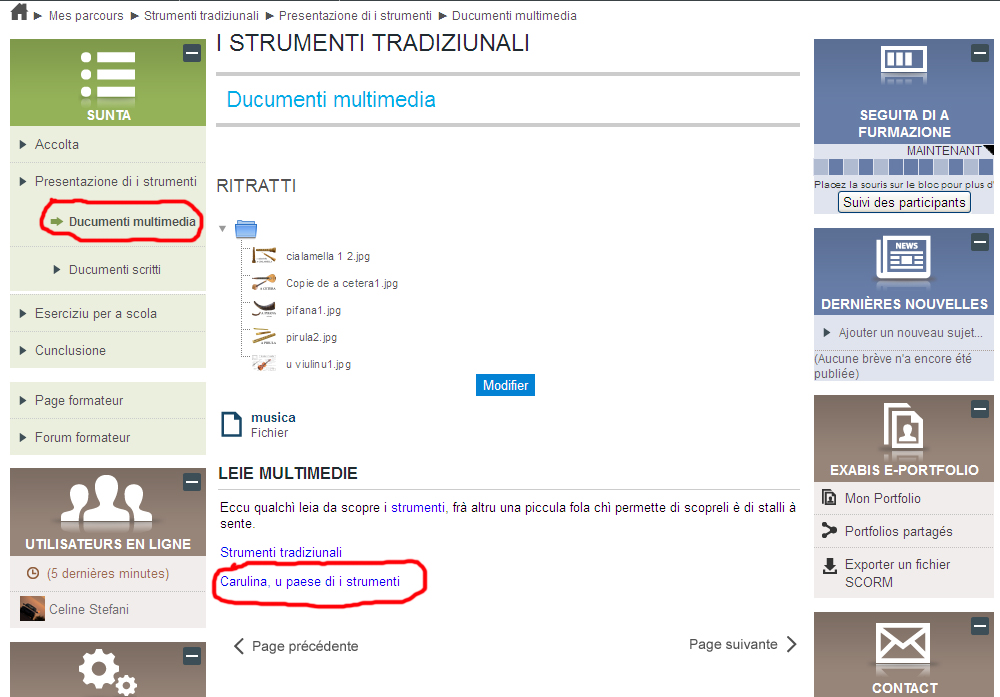 Mes parcours ► Strumenti tradiziunali ► Presentazione di i strumenti ► Ducumenti multimedia
I STRUMENTI TRADIZIUNALI
Ducumenti multimedia
SUNTA
Accolta
Presentazione di i strumenti
Ducumenti multimedia
Ducumenti scritti
Eserciziu per a scola
Cunclusione
Page formateur
Forum formateur
UTILISATEURS EN LIGNE
(5 dernières minutes)
Celine Stefani
RITRATTI
cialamella 1 2.jpg
Copie de a cetera1.jpg
pifana1.jpg
pirula2.jpg
u viulinu1.jpg
Modifier
musica
Fichier
LEIE MULTIMEDIE
Eccu qualchì leia da scopre i strumenti, frà altru una piccula fola chì permette di scopreli è di stalli à
sente.
Strumenti tradiziunali
Carulina, u paese di i strumenti
Page précédente
Page suivante
SEGUITA DI A
FURMAZIONE
MAINTENANT
Placez la souris sur le bloc pour plus d'
Suivi des participants
NEWS
DERNIÈRES NOUVELLES
Ajouter un nouveau sujet...
(Aucune brève n'a encore été
publiée)
EXABIS E-PORTFOLIO
Mon Portfolio
Portfolios partagés
Exporter un fichier
SCORM
CONTACT